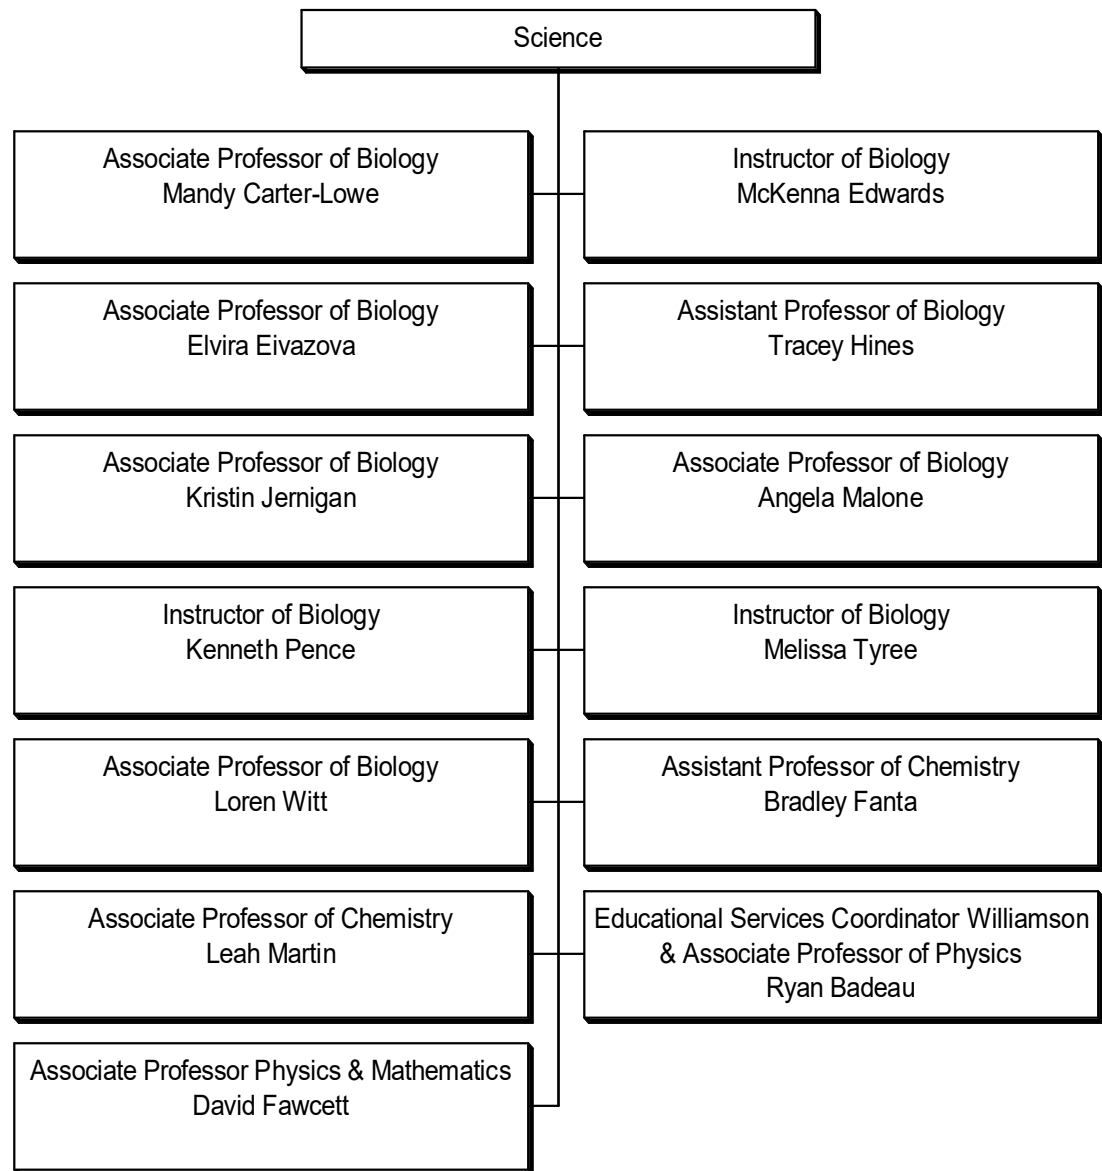 Science
Associate Professor of Biology
Mandy Carter-Lowe
Instructor of Biology
McKenna Edwards
Associate Professor of Biology
Elvira Eivazova
Assistant Professor of Biology
Tracey Hines
Associate Professor of Biology
Kristin Jernigan
Associate Professor of Biology
Angela Malone
Instructor of Biology
Kenneth Pence
Instructor of Biology
Melissa Tyree
Associate Professor of Biology
Loren Witt
Assistant Professor of Chemistry
Bradley Fanta
Associate Professor of Chemistry
Leah Martin
Educational Services Coordinator Williamson
& Associate Professor of Physics
Ryan Badeau
Associate Professor Physics & Mathematics
David Fawcett